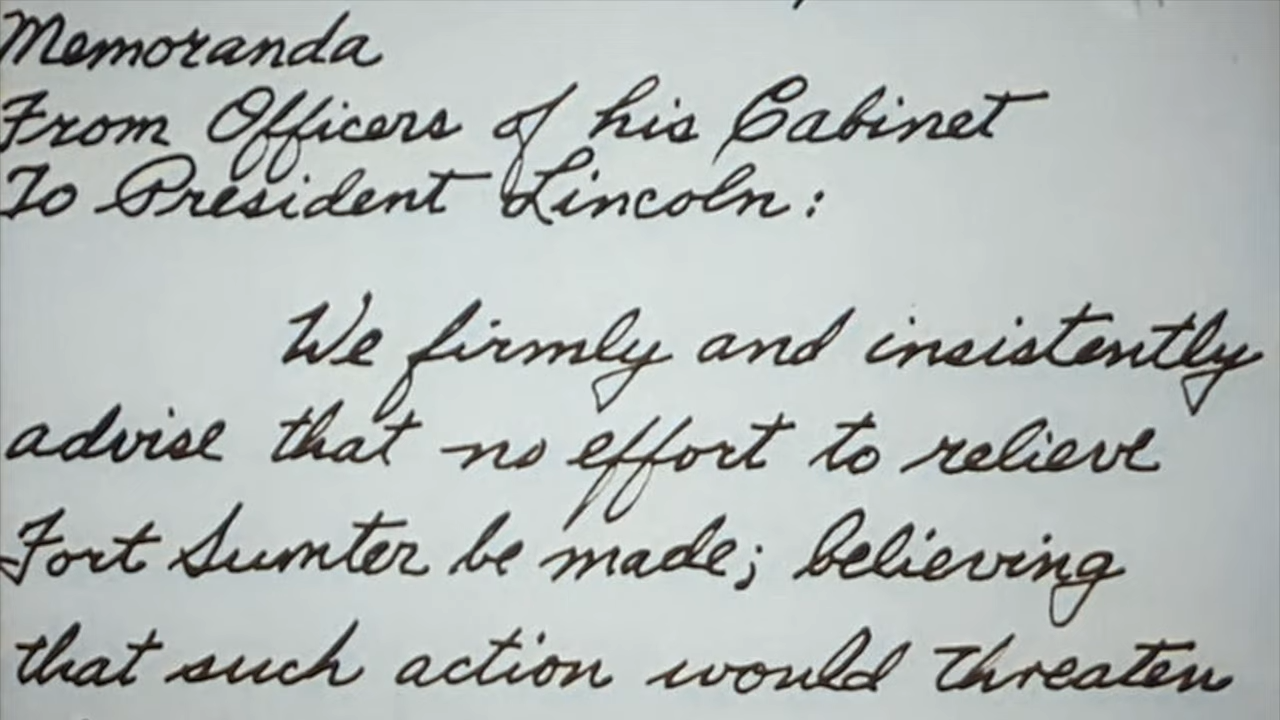 Memoranda
From Officers of his Cabinet
To President Lincoln:
We firmly and insistently
advise that no effort to relieve
Fort Sumter be made; believing
that such action would threaten